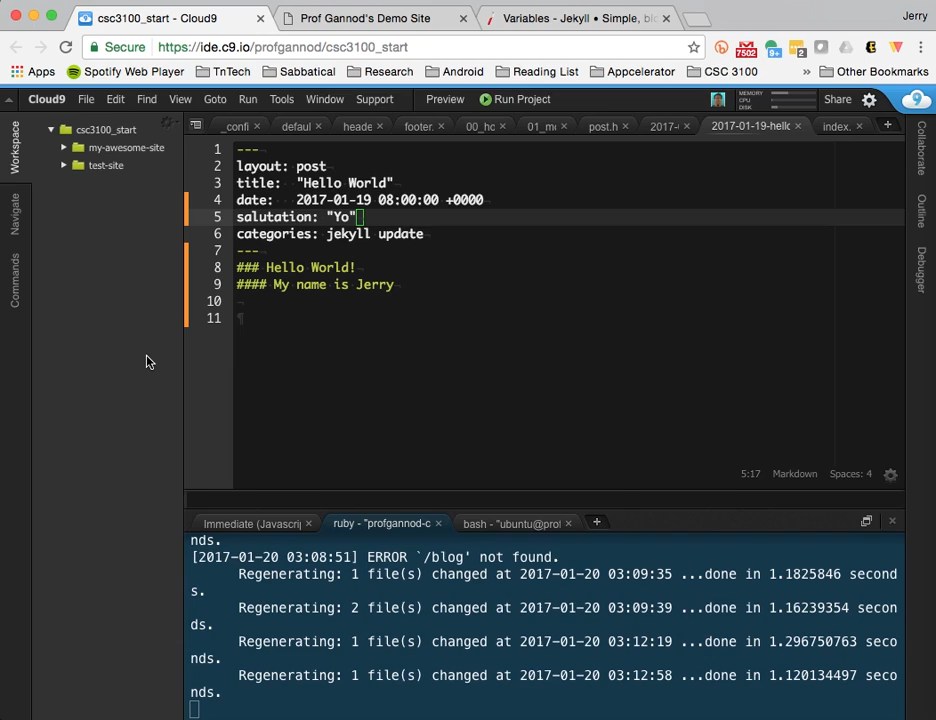 csc3100_start - Cloud9
Prof Gannod's Demo Site
Variables - Jekyll • Simple, blo
Jerry
Secure
https://ide.c9.io/profgannod/csc3100_start
7502
9+
2
Apps
Spotify Web Player
TnTech
Sabbatical
Research
Android
Reading List
Appcelerator
CSC 3100
»
Other Bookmarks
Cloud9 File Edit Find View Goto Run Tools Window Support Preview Run Project
MEMORY
CPU
DISK
Share
Workspace
Navigate
Commands
csc3100_start
my-awesome-site
test-site
_confi
defaul
heade
footer.
00_hc
01_mc
post.h
2017-
2017-01-19-hello
index.
Collaborate
Outline
Debugger
1 ---
2 layout: post
3 title: "Hello World"
4 date: 2017-01-19 08:00:00 +0000
5 salutation: "Yo"
6 categories: jekyll update
7 ---
8 ### Hello World!
9 #### My name is Jerry
10
11
5:17 Markdown Spaces: 4
Immediate (Javascrip
ruby - "profgannod-c
bash - "ubuntu@prof
nds.
[2017-01-20 03:08:51] ERROR `/blog' not found.
Regenerating: 1 file(s) changed at 2017-01-20 03:09:35 ...done in 1.1825846 second
s.
Regenerating: 2 file(s) changed at 2017-01-20 03:09:39 ...done in 1.16239354 secon
ds.
Regenerating: 1 file(s) changed at 2017-01-20 03:12:19 ...done in 1.296750763 seco
nds.
Regenerating: 1 file(s) changed at 2017-01-20 03:12:58 ...done in 1.120134497 seco
nds.